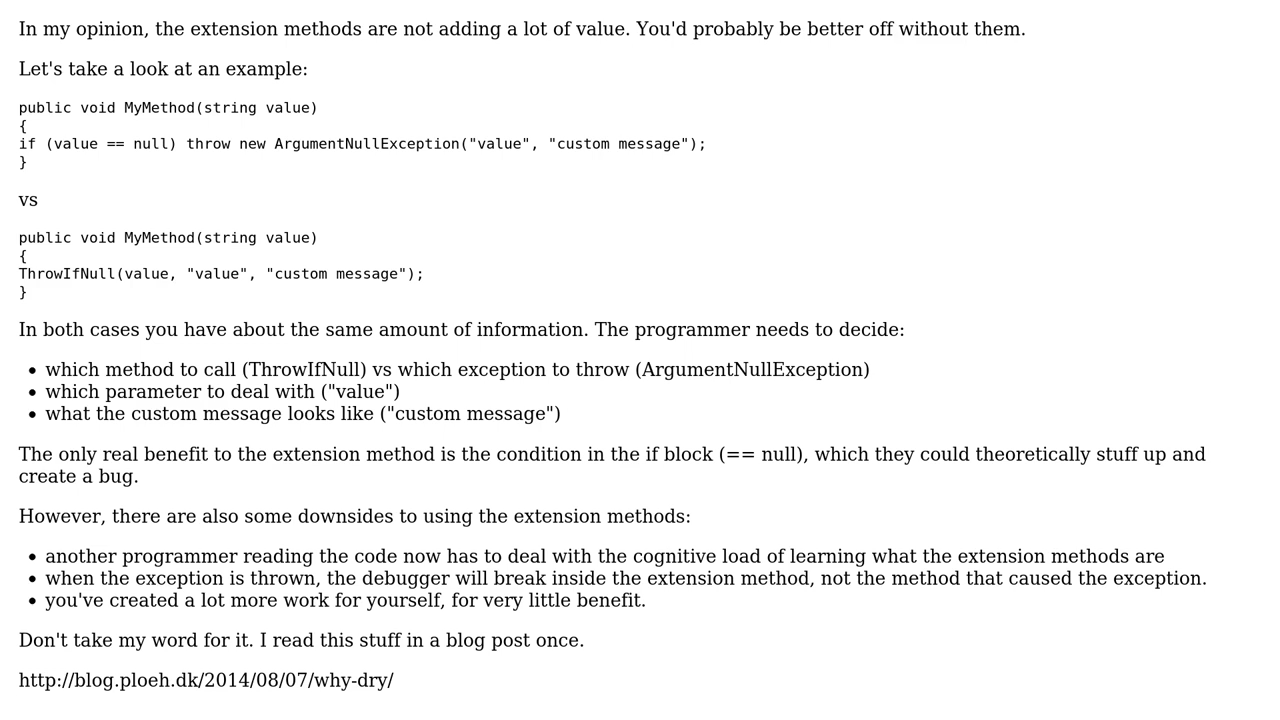 In my opinion, the extension methods are not adding a lot of value. You'd probably be better off without them.
Let's take a look at an example:
public void MyMethod(string value)
{
if (value == null) throw new ArgumentNullException("value", "custom message");
}
vs
public void MyMethod(string value)
{
ThrowIfNull(value, "value", "custom message");
}
In both cases you have about the same amount of information. The programmer needs to decide:
• which method to call (ThrowIfNull) vs which exception to throw (ArgumentNullException)
• which parameter to deal with ("value")
• what the custom message looks like ("custom message")
The only real benefit to the extension method is the condition in the if block (== null), which they could theoretically stuff up and
create a bug.
However, there are also some downsides to using the extension methods:
• another programmer reading the code now has to deal with the cognitive load of learning what the extension methods are
• when the exception is thrown, the debugger will break inside the extension method, not the method that caused the exception.
• you've created a lot more work for yourself, for very little benefit.
Don't take my word for it. I read this stuff in a blog post once.
http://blog.ploeh.dk/2014/08/07/why-dry/